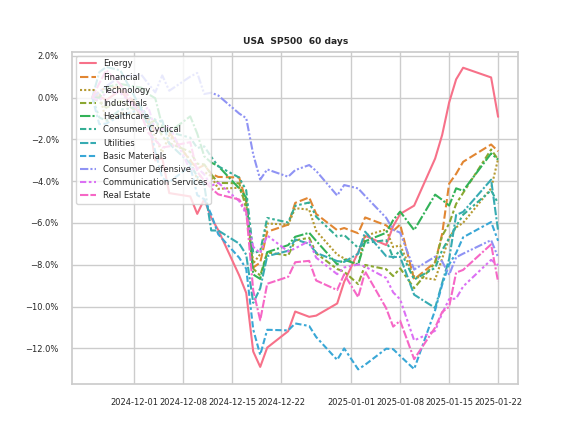 USA SP500 60 days
2.0%
0.0%
−2.0%
−4.0%
−6.0%
−8.0%
−10.0%
−12.0%
Energy
Financial
Technology
Industrials
Healthcare
Consumer Cyclical
Utilities
Basic Materials
Consumer Defensive
Communication Services
Real Estate
2024-12-01 2024-12-08 2024-12-15 2024-12-22 2025-01-01 2025-01-08 2025-01-15 2025-01-22